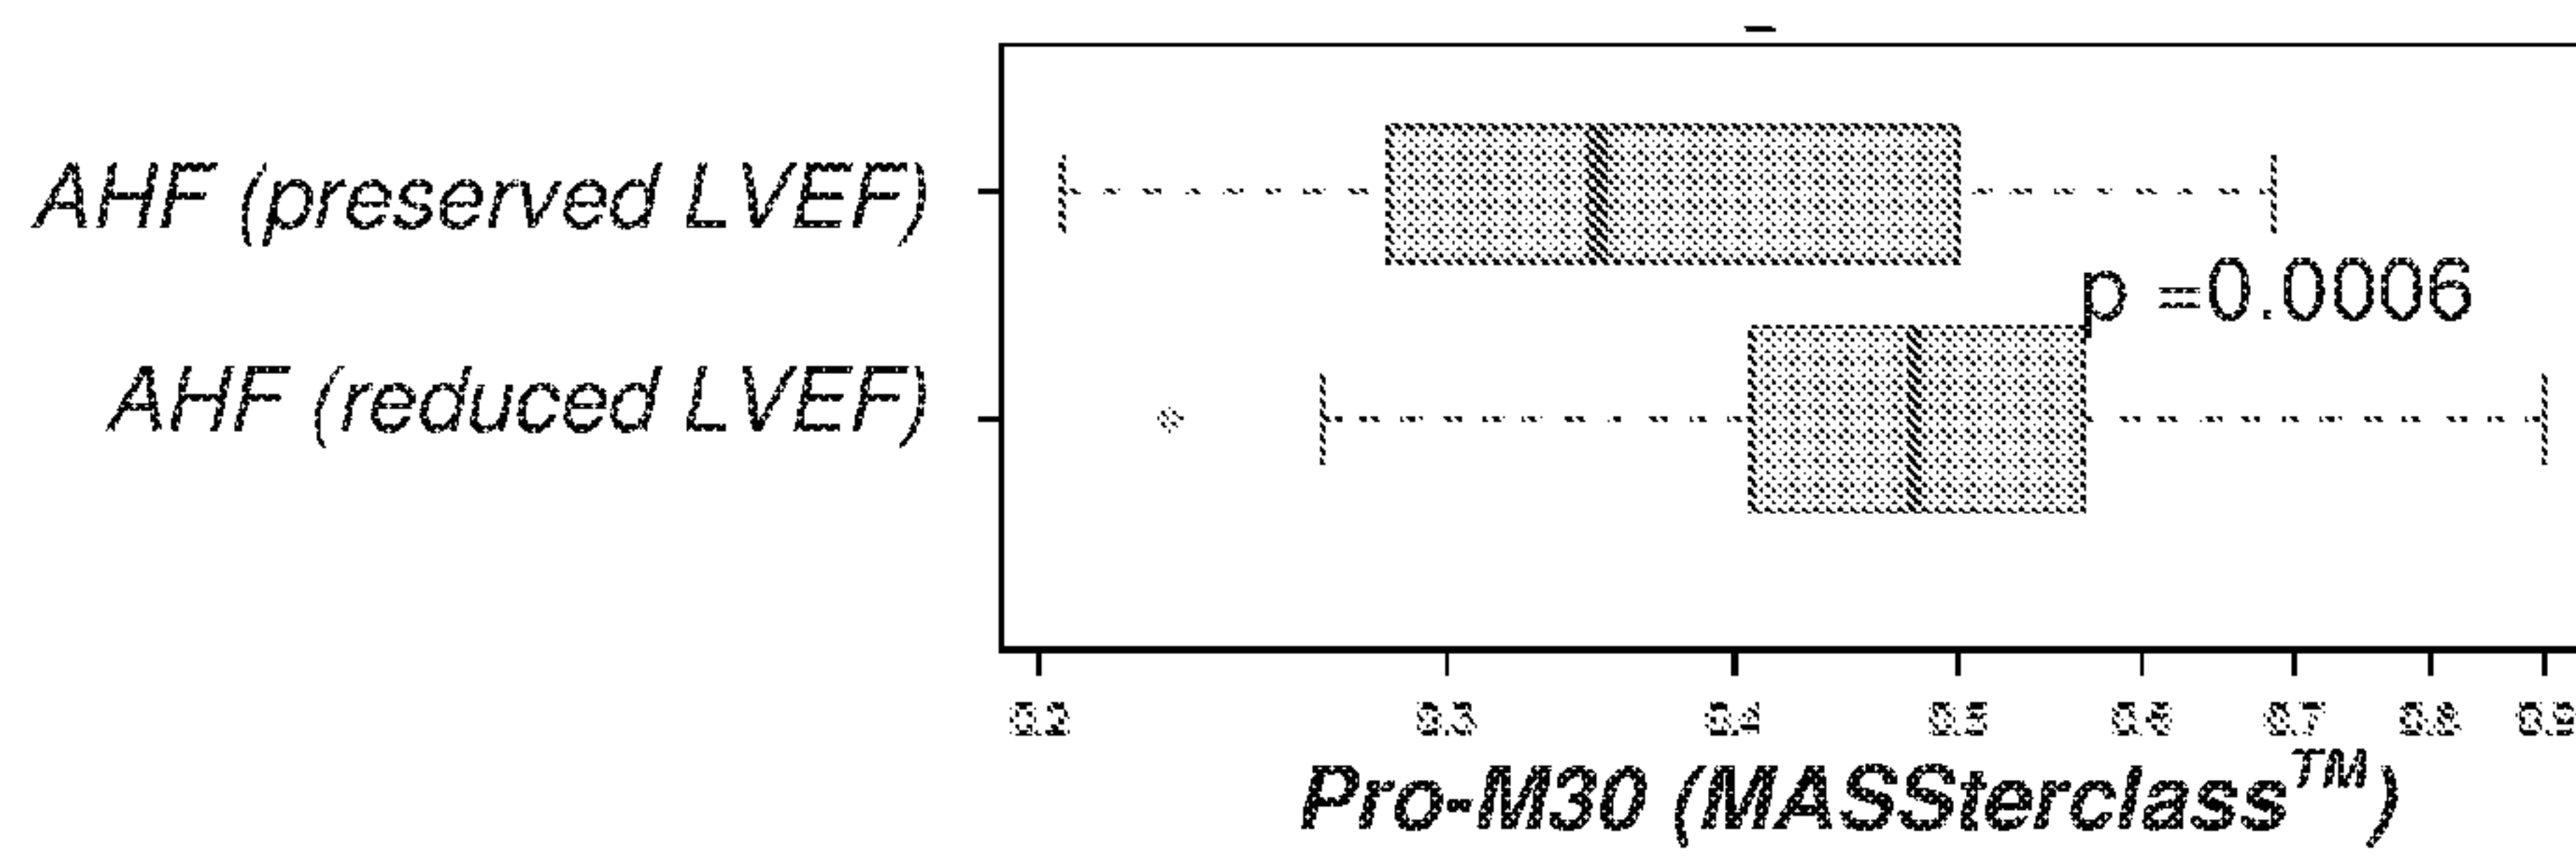 AHF (preserved LVEF)
p =0.0006
AHF (reduced LVEF)
0.2 0.3 0.4 0.5 0.6 0.7 0.8 0.9
Pro-M30 (MASSterclass™)